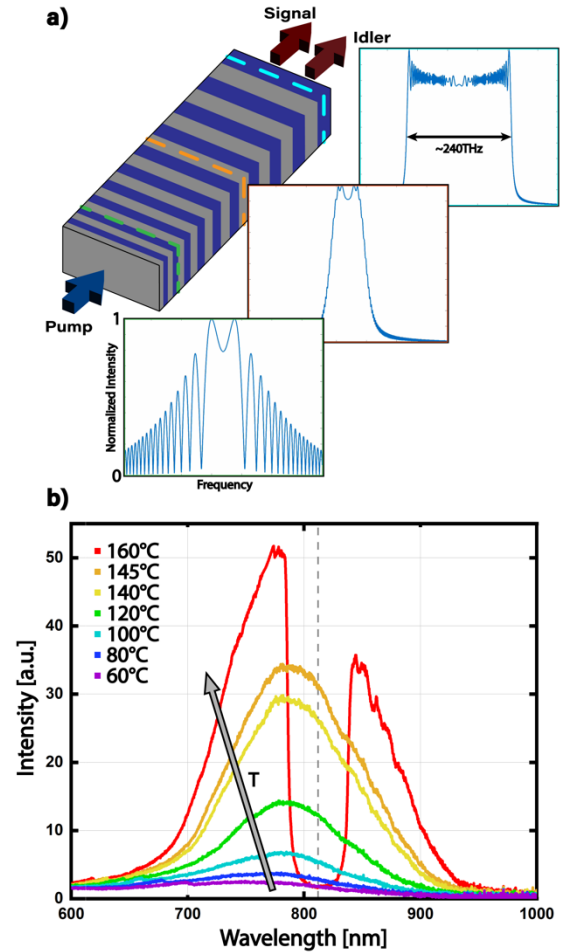 a)
Signal
Idler
~240THz
Pump
1
Normalized Intensity
0
Frequency
b)
50
40
30
20
10
0
Intensity [a.u.]
160°C
145°C
140°C
120°C
100°C
80°C
60°C
T
600 700 800 900 1000
Wavelength [nm]